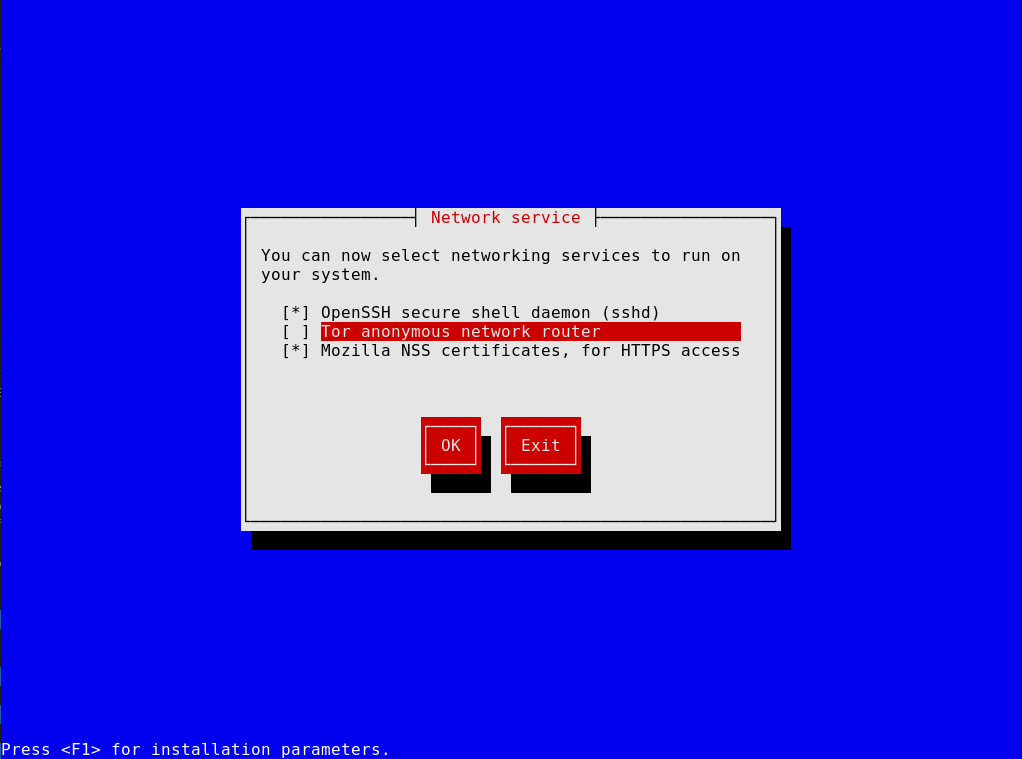 Network service
You can now select networking services to run on
your system.
[*] OpenSSH secure shell daemon (sshd)
[ ] Tor anonymous network router
[*] Mozilla NSS certificates, for HTTPS access
OK Exit
Press <F1> for installation parameters.